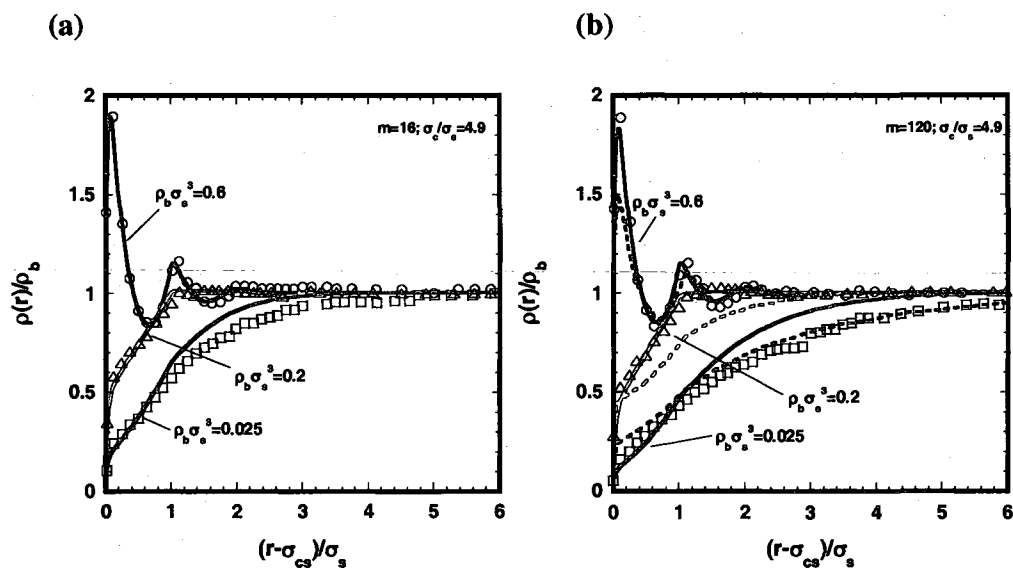 (a)
2
1.5
1
0.5
0
m=16; σc/σs=4.9
ρbσs³=0.6
ρbσs³=0.2
ρbσs³=0.025
ρ(r)/ρb
0 1 2 3 4 5 6
(r-σcs)/σs
(b)
2
1.5
1
0.5
0
m=120; σc/σs=4.9
ρbσs³=0.6
ρbσs³=0.2
ρbσs³=0.025
ρ(r)/ρb
0 1 2 3 4 5 6
(r-σcs)/σs